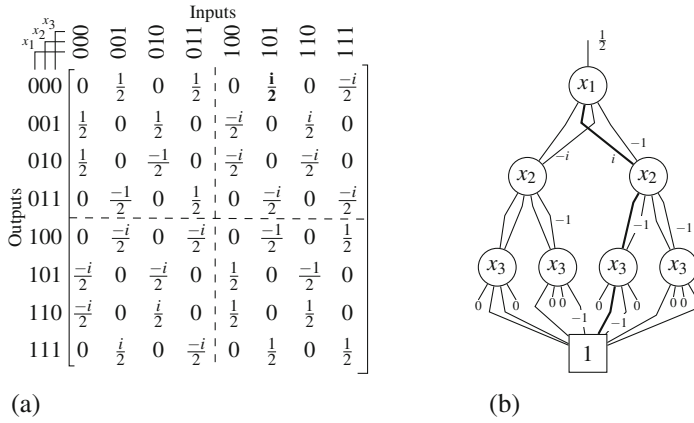 Inputs
x₁ x₂ x₃ 000 001 010 011 100 101 110 111
Outputs
000 0 1/2 0 1/2 0 i/2 0 -i/2
001 1/2 0 1/2 0 -i/2 0 i/2 0
010 1/2 0 -1/2 0 -i/2 0 -i/2 0
011 0 -1/2 0 1/2 0 -i/2 0 -i/2
100 0 -i/2 0 -i/2 0 -1/2 0 1/2
101 -i/2 0 -i/2 0 1/2 0 -1/2 0
110 -i/2 0 i/2 0 1/2 0 1/2 0
111 0 i/2 0 -i/2 0 1/2 0 1/2
(a)
1/2
x₁
-i i -1
x₂ x₂
-1 -1 -1
x₃ x₃ x₃ x₃
0 0 0 0 0 0 0 0
-1 -1
1
(b)